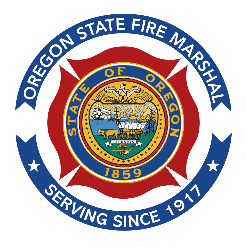 OREGON STATE FIRE MARSHAL
STATE OF OREGON
1859
SERVING SINCE 1917